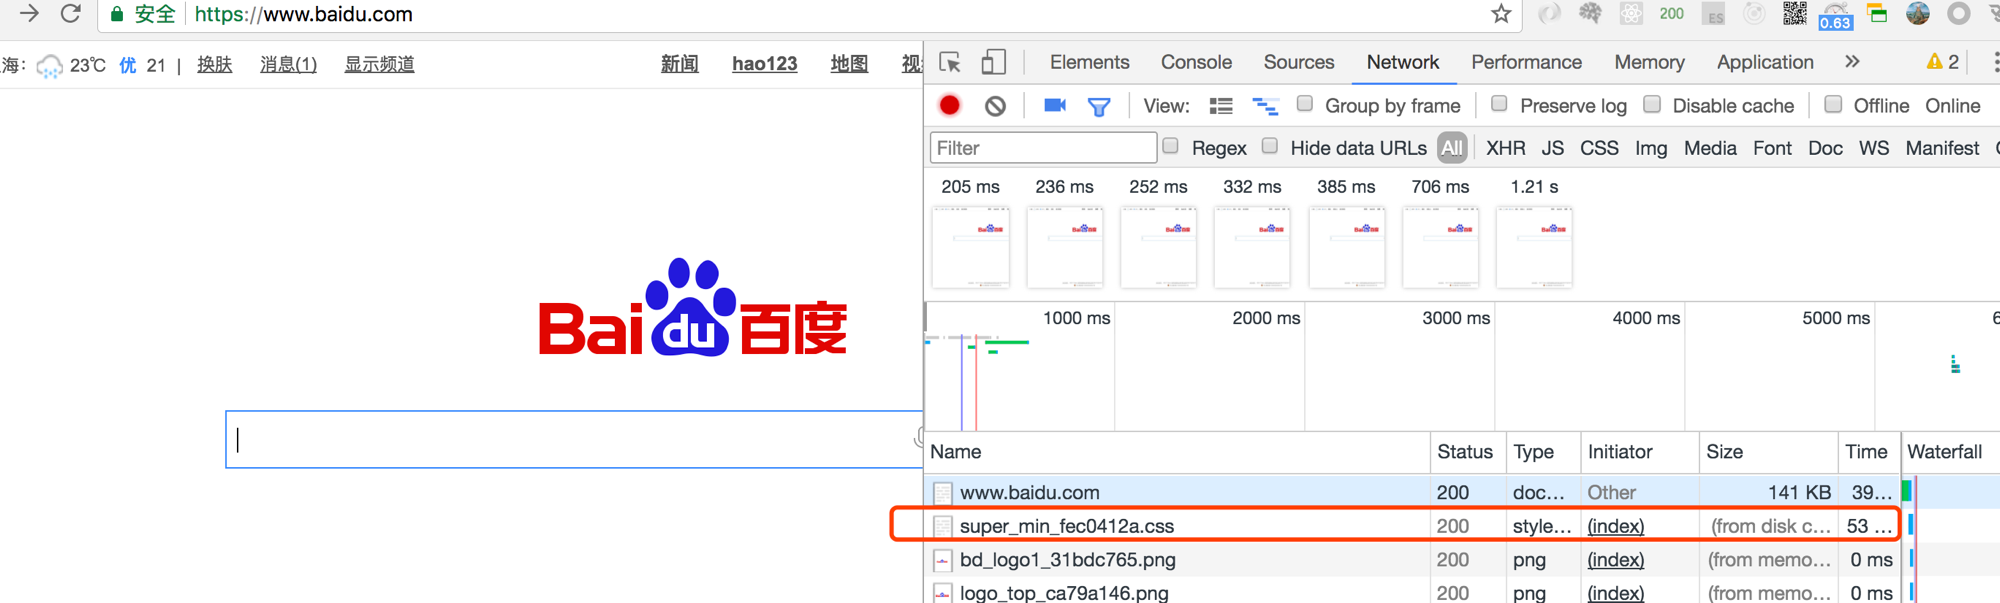 安全 https://www.baidu.com 200 ES 0.63
海: 23℃ 优 21 | 换肤 消息(1) 显示频道 新闻 hao123 地图 视
Elements Console Sources Network Performance Memory Application » 2
View: Group by frame Preserve log Disable cache Offline Online
Filter Regex Hide data URLs All XHR JS CSS Img Media Font Doc WS Manifest
205 ms 236 ms 252 ms 332 ms 385 ms 706 ms 1.21 s
Bai du 百度
1000 ms 2000 ms 3000 ms 4000 ms 5000 ms 6
Name Status Type Initiator Size Time Waterfall
www.baidu.com 200 doc... Other 141 KB 39...
super_min_fec0412a.css 200 style... (index) (from disk c... 53 ...
bd_logo1_31bdc765.png 200 png (index) (from memo... 0 ms
logo_top_ca79a146.png 200 png (index) (from memo... 0 ms